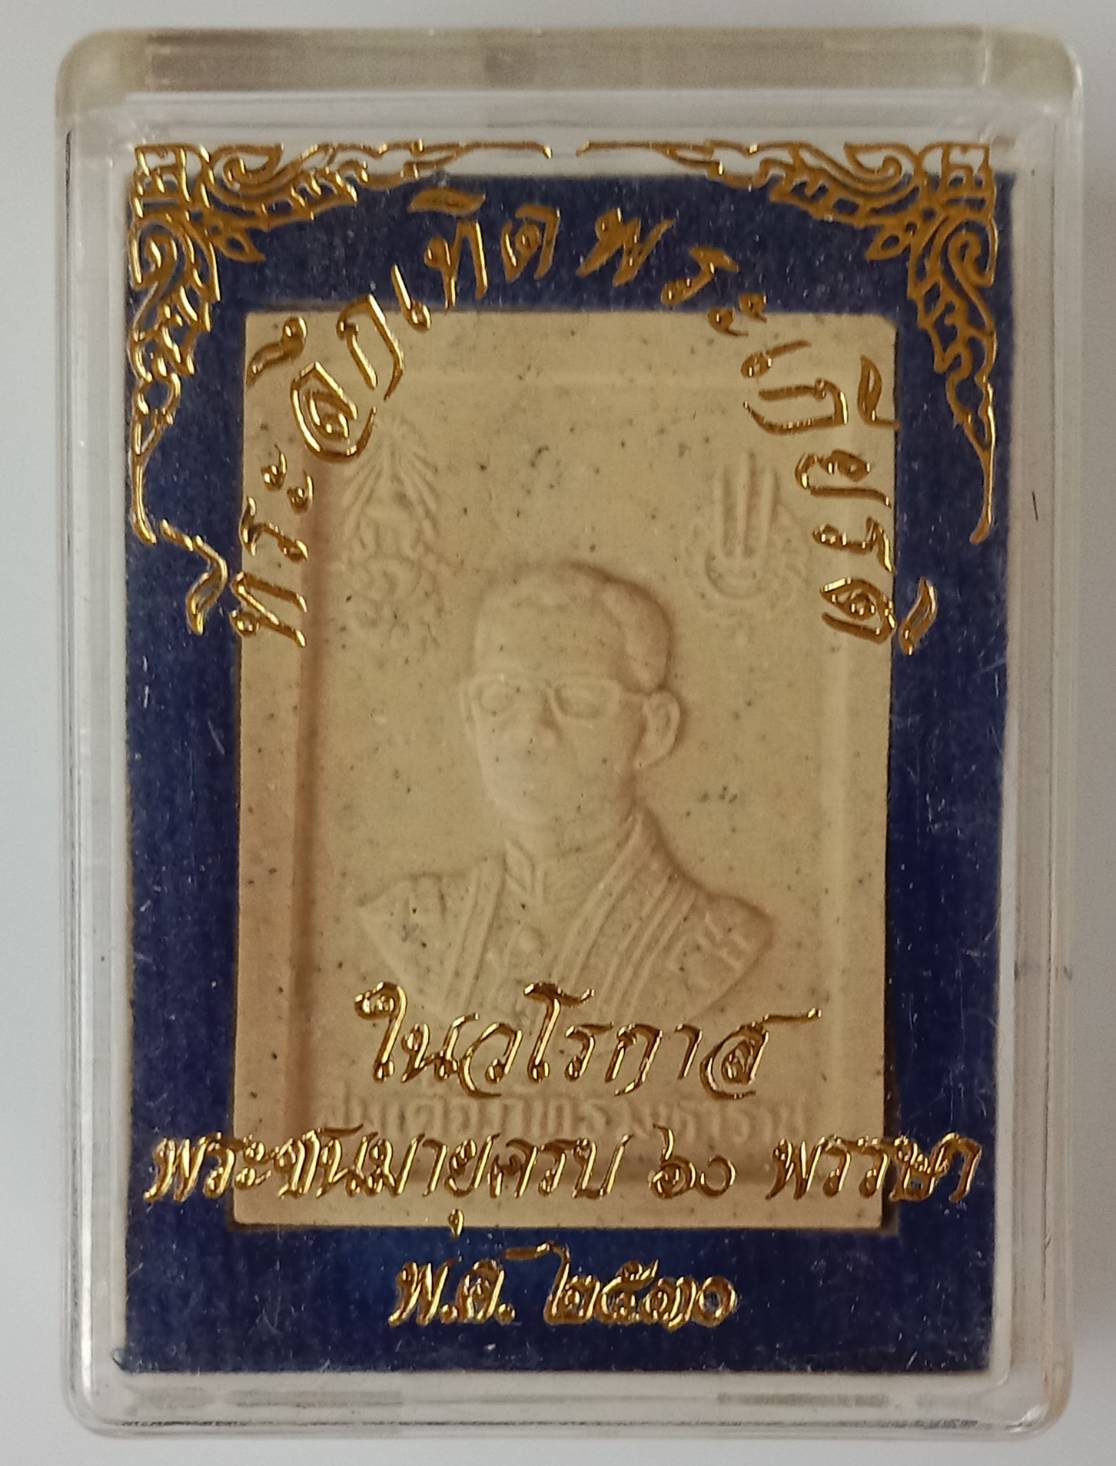 ที่ระลึกเทิดพระเกียรติ
ในวโรกาส
พระชนมายุครบ ๖๐ พรรษา
พ.ศ. ๒๕๓๐